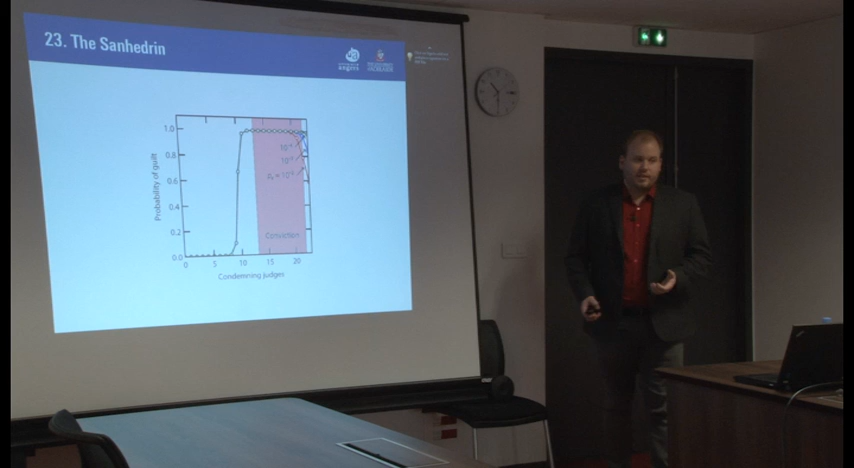 23. The Sanhedrin
angers
Probability of guilt
1.0
0.8
0.6
0.4
0.2
0.0
Conviction
0 5 10 15 20
Condemning judges